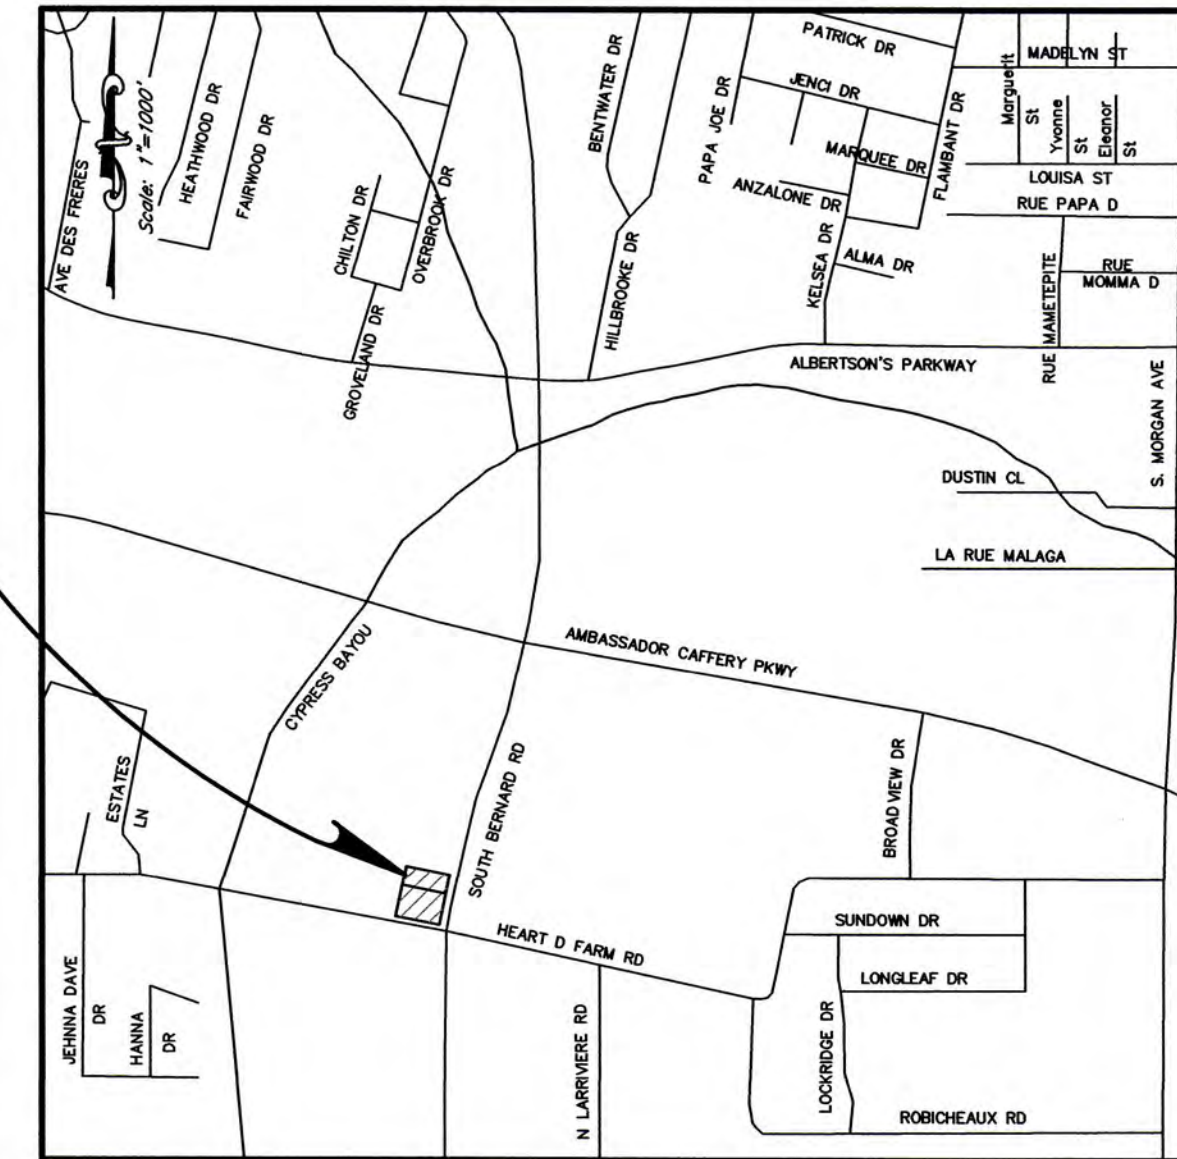 PATRICK DR
MADELYN ST
JENCI DR
BENTWATER DR
PAPA JOE DR
FLAMBANT DR
Marguerit
St
Yvonne
St
Eleanor
St
HEATHWOOD DR
FAIRWOOD DR
AVE DES FRERES
Scale: 1"=1000'
MARQUEE DR
ANZALONE DR
LOUISA ST
RUE PAPA D
CHILTON DR
OVERBROOK DR
HILLBROOKE DR
KELSEA DR
ALMA DR
RUE
MOMMA D
RUE MAMETEPITE
GROVELAND DR
ALBERTSON'S PARKWAY
S. MORGAN AVE
DUSTIN CL
LA RUE MALAGA
AMBASSADOR CAFFERY PKWY
CYPRESS BAYOU
ESTATES
LN
SOUTH BERNARD RD
BROADVIEW DR
HEART D FARM RD
SUNDOWN DR
LONGLEAF DR
JEHNNA DAVE
DR
HANNA
DR
N LARRIVIERE RD
LOCKRIDGE DR
ROBICHEAUX RD